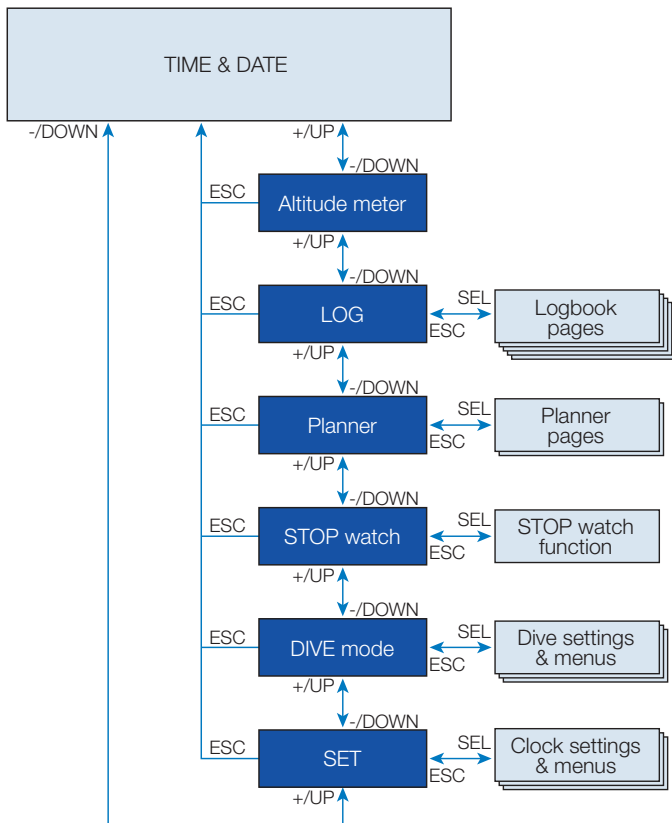 TIME & DATE
-/DOWN
+/UP
-/DOWN
ESC
Altitude meter
+/UP
-/DOWN
ESC
LOG
SEL
ESC
Logbook
pages
+/UP
-/DOWN
ESC
Planner
SEL
ESC
Planner
pages
+/UP
-/DOWN
ESC
STOP watch
SEL
ESC
STOP watch
function
+/UP
-/DOWN
ESC
DIVE mode
SEL
ESC
Dive settings
& menus
+/UP
-/DOWN
ESC
SET
SEL
ESC
Clock settings
& menus
+/UP